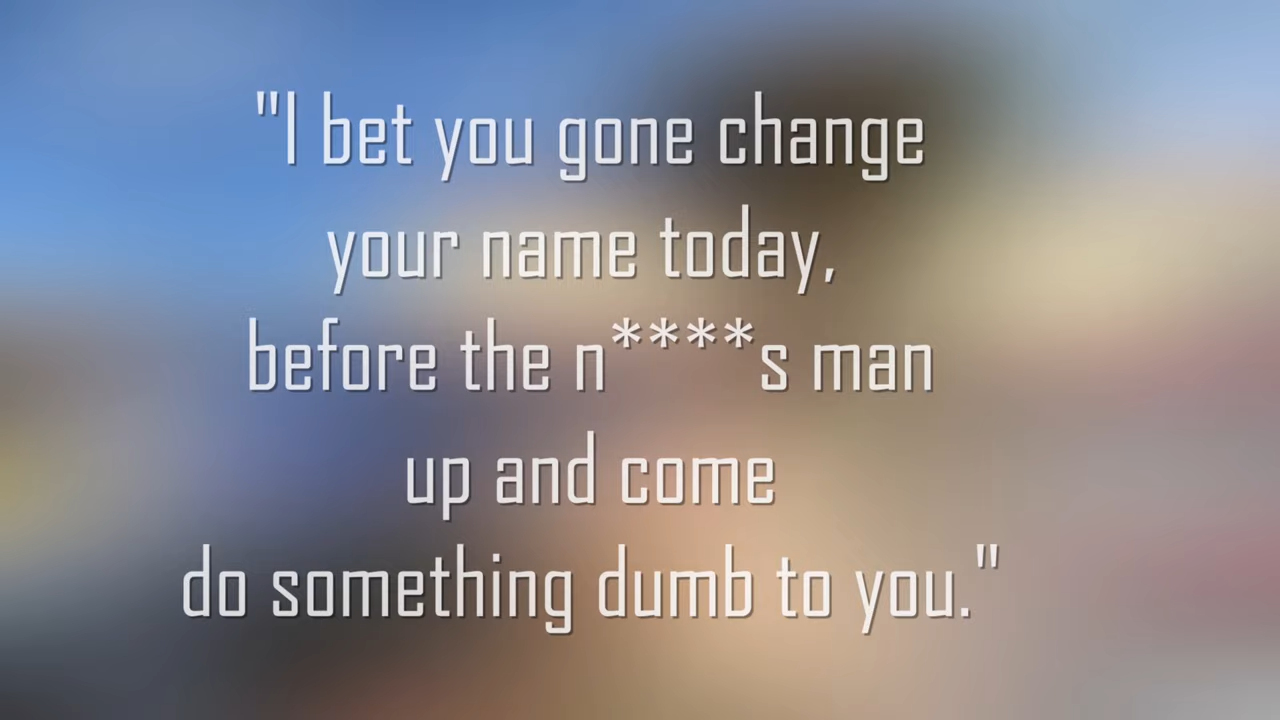 "I bet you gone change
your name today,
before the n****s man
up and come
do something dumb to you."